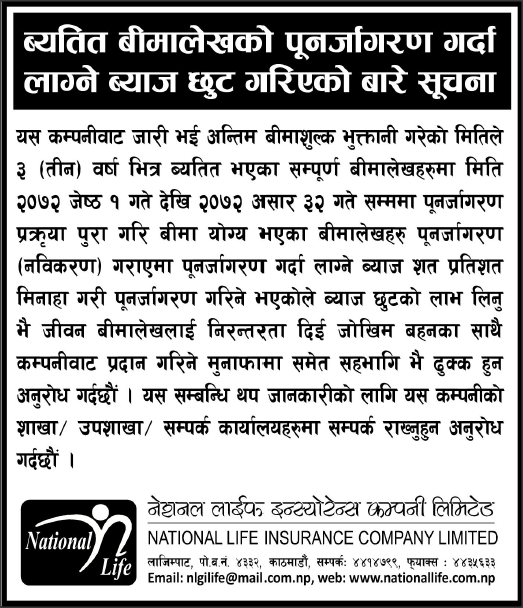 ब्यतित बीमालेखको पूनर्जागरण गर्दा
लाग्ने ब्याज छुट गरिएको बारे सूचना
यस कम्पनीवाट जारी भई अन्तिम बीमाशुल्क भुक्तानी गरेको मितिले
३ (तीन) वर्ष भित्र ब्यतित भएका सम्पूर्ण बीमालेखहरुमा मिति
२०७२ जेष्ठ १ गते देखि २०७२ असार ३२ गते सम्ममा पूनर्जागरण
प्रक्रृया पुरा गरि बीमा योग्य भएका बीमालेखहरु पूनर्जागरण
(नविकरण) गराएमा पूनर्जागरण गर्दा लाग्ने ब्याज शत प्रतिशत
मिनाहा गरी पूनर्जागरण गरिने भएकोले ब्याज छुटको लाभ लिनु
भै जीवन बीमालेखलाई निरन्तरता दिई जोखिम बहनका साथै
कम्पनीवाट प्रदान गरिने मुनाफामा समेत सहभागि भै ढुक्क हुन
अनुरोध गर्दछौं । यस सम्बन्धि थप जानकारीको लागि यस कम्पनीको
शाखा/ उपशाखा/ सम्पर्क कार्यालयहरुमा सम्पर्क राख्नुहुन अनुरोध
गर्दछौं ।
National Life
नेशनल लाईफ इन्स्योरेन्स कम्पनी लिमिटेड
NATIONAL LIFE INSURANCE COMPANY LIMITED
लाजिम्पाट, पो.ब.नं. ४३३२, काठमाडौं, सम्पर्क: ४४१४७९९, फ्याक्स : ४४३५६३३
Email: nlgilife@mail.com.np, web: www.nationallife.com.np